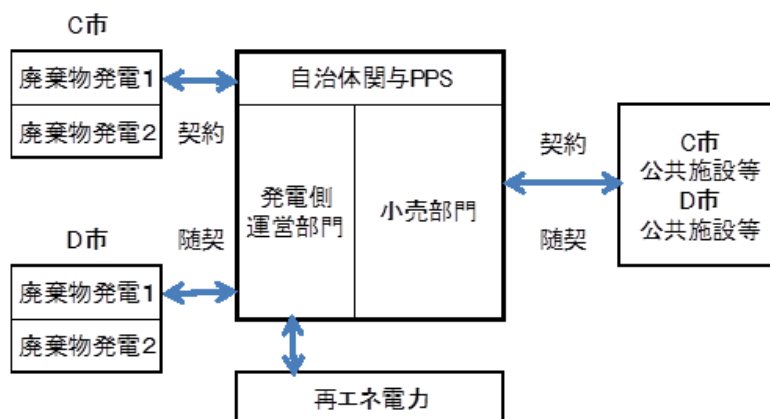 C市
廃棄物発電1
廃棄物発電2
契約
D市
随契
廃棄物発電1
廃棄物発電2
自治体関与PPS
発電側
運営部門
小売部門
再エネ電力
契約
随契
C市
公共施設等
D市
公共施設等